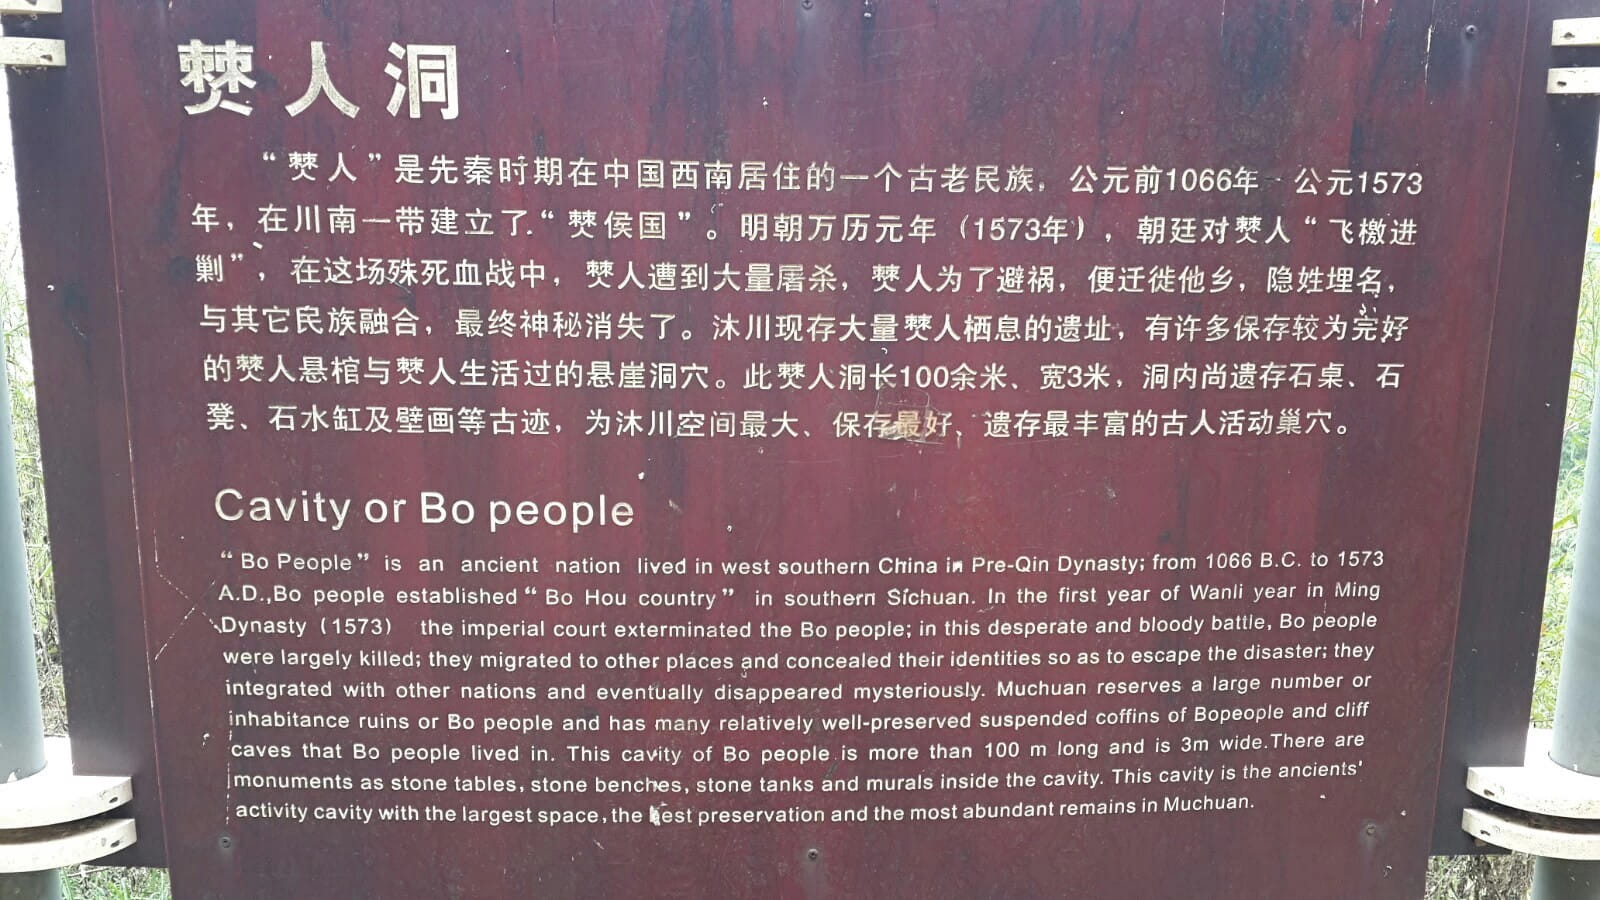 僰人洞
“僰人”是先秦时期在中国西南居住的一个古老民族，公元前1066年 公元1573
年，在川南一带建立了“僰侯国”。明朝万历元年（1573年），朝廷对僰人“飞檄进
剿”，在这场殊死血战中，僰人遭到大量屠杀，僰人为了避祸，便迁徙他乡，隐姓埋名，
与其它民族融合，最终神秘消失了。沐川现存大量僰人栖息的遗址，有许多保存较为完好
的僰人悬棺与僰人生活过的悬崖洞穴。此僰人洞长100余米、宽3米，洞内尚遗存石桌、石
凳、石水缸及壁画等古迹，为沐川空间最大、保存最好、遗存最丰富的古人活动巢穴。
Cavity or Bo people
“Bo People” is an ancient nation lived in west southern China in Pre-Qin Dynasty; from 1066 B.C. to 1573
A.D.,Bo people established “Bo Hou country” in southern Sichuan. In the first year of Wanli year in Ming
Dynasty (1573) the imperial court exterminated the Bo people; in this desperate and bloody battle, Bo people
were largely killed; they migrated to other places and concealed their identities so as to escape the disaster; they
integrated with other nations and eventually disappeared mysteriously. Muchuan reserves a large number or
inhabitance ruins or Bo people and has many relatively well-preserved suspended coffins of Bopeople and cliff
caves that Bo people lived in. This cavity of Bo people is more than 100 m long and is 3m wide.There are
monuments as stone tables, stone benches, stone tanks and murals inside the cavity. This cavity is the ancients'
activity cavity with the largest space, the best preservation and the most abundant remains in Muchuan.